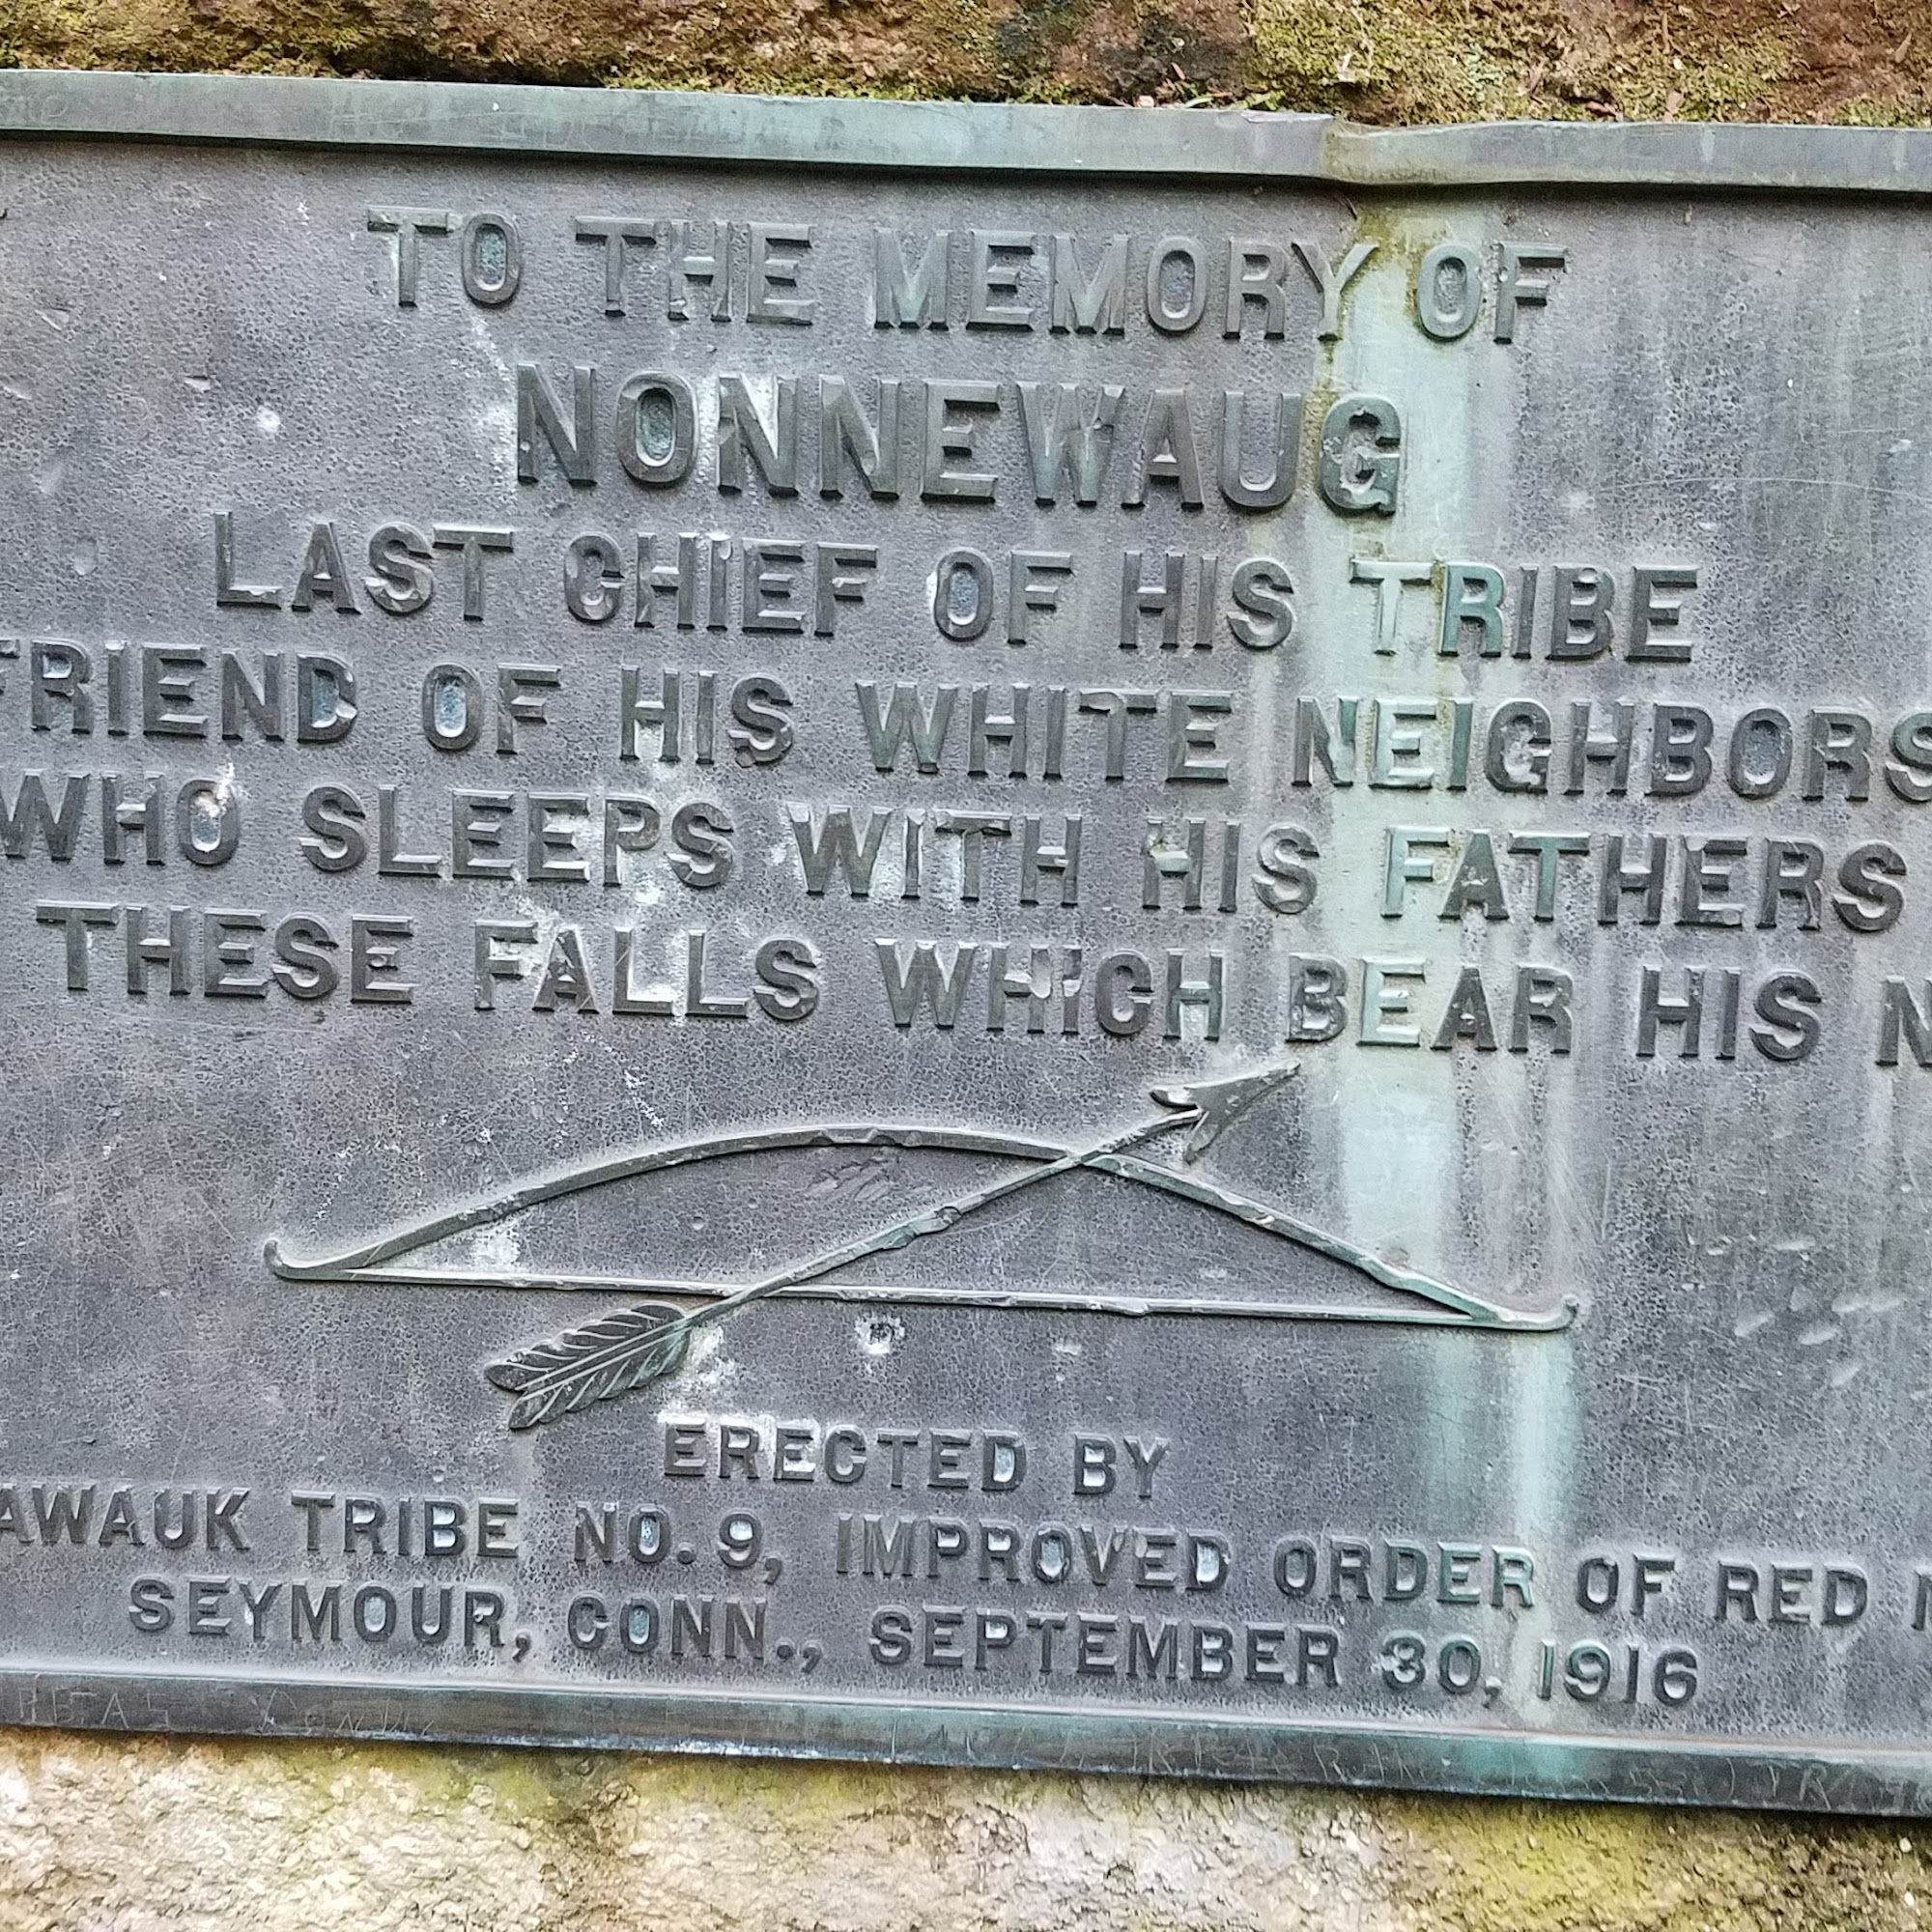 TO THE MEMORY OF
NONNEWAUG
LAST CHIEF OF HIS TRIBE
FRIEND OF HIS WHITE NEIGHBORS
WHO SLEEPS WITH HIS FATHERS
THESE FALLS WHICH BEAR HIS
ERECTED BY
TRIBE NO. 9, IMPROVED ORDER OF RED
SEYMOUR, CONN., SEPTEMBER 30, 1916